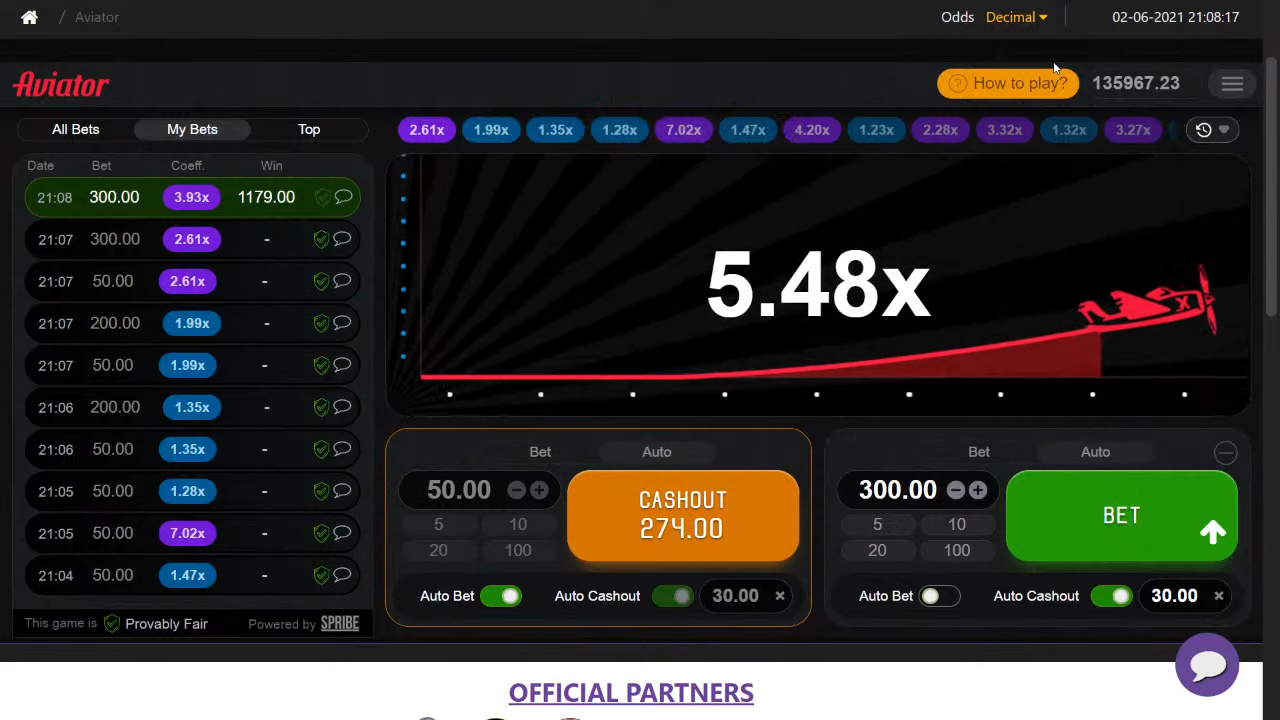 / Aviator
Odds Decimal 02-06-2021 21:08:17
Aviator
? How to play? 135967.23
All Bets My Bets Top
2.61x 1.99x 1.35x 1.28x 7.02x 1.47x 4.20x 1.23x 2.28x 3.32x 1.32x 3.27x
Date Bet Coeff. Win
21:08 300.00 3.93x 1179.00
21:07 300.00 2.61x -
21:07 50.00 2.61x -
21:07 200.00 1.99x -
21:07 50.00 1.99x -
21:06 200.00 1.35x -
21:06 50.00 1.35x -
21:05 50.00 1.28x -
21:05 50.00 7.02x -
21:04 50.00 1.47x -
This game is Provably Fair Powered by SPRIBE
5.48x
X
Bet Auto
50.00 - +
5 10
20 100
CASHOUT
274.00
Auto Bet Auto Cashout 30.00 ×
Bet Auto
300.00 - +
5 10
20 100
BET
Auto Bet Auto Cashout 30.00 ×
OFFICIAL PARTNERS